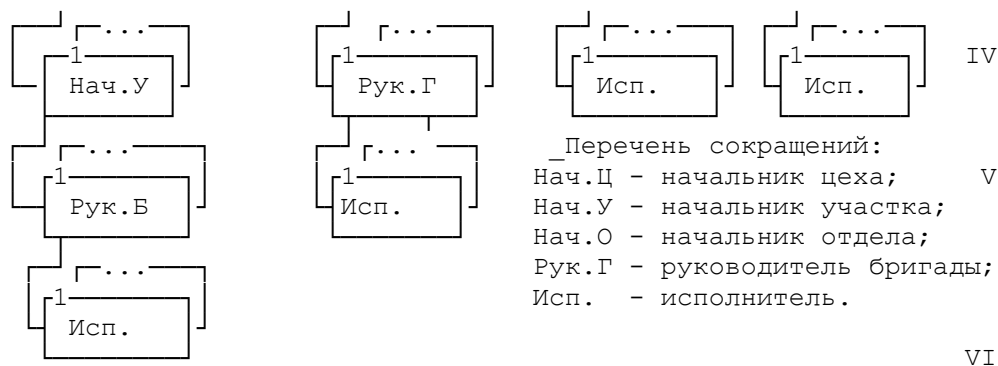 ... ... ... ...
1 1 1 1 IV
Нач.У Рук.Г Исп. Исп.
... ... _Перечень сокращений:
1 1 Нач.Ц - начальник цеха; V
Рук.Б Исп. Нач.У - начальник участка;
Нач.О - начальник отдела;
... Рук.Г - руководитель бригады;
1 Исп. - исполнитель.
Исп.
VI